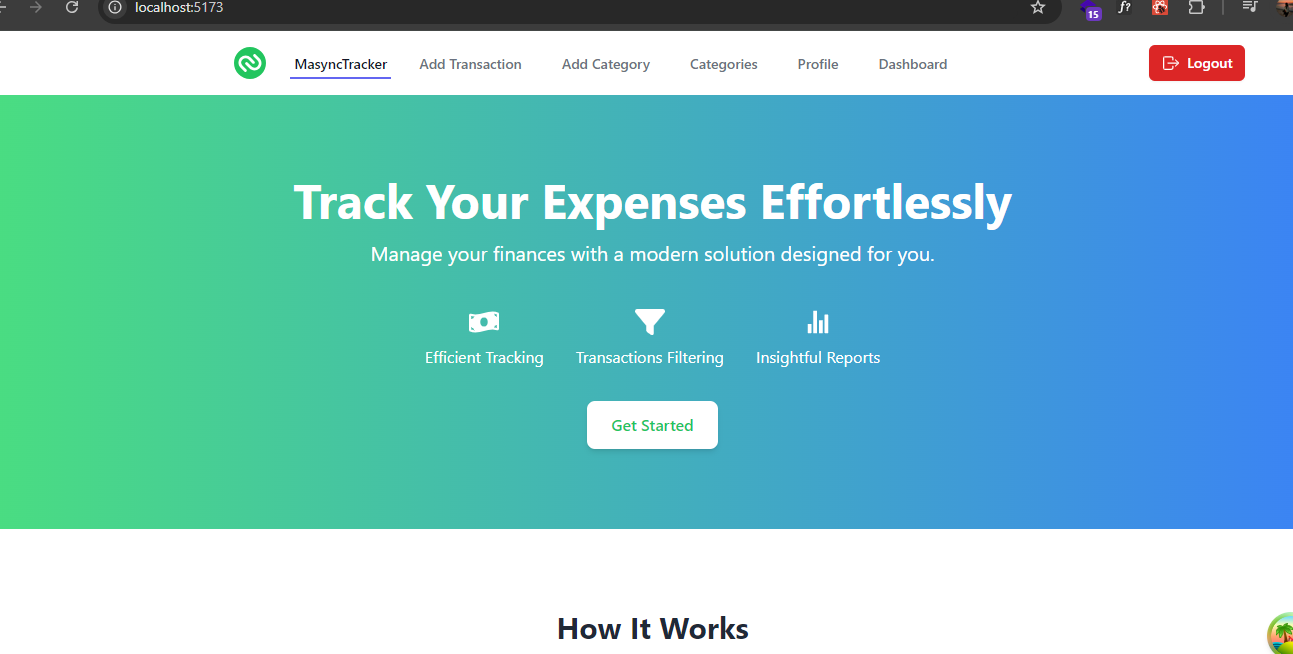 localhost:5173
15
f?
MasyncTracker Add Transaction Add Category Categories Profile Dashboard Logout
Track Your Expenses Effortlessly
Manage your finances with a modern solution designed for you.
Efficient Tracking Transactions Filtering Insightful Reports
Get Started
How It Works